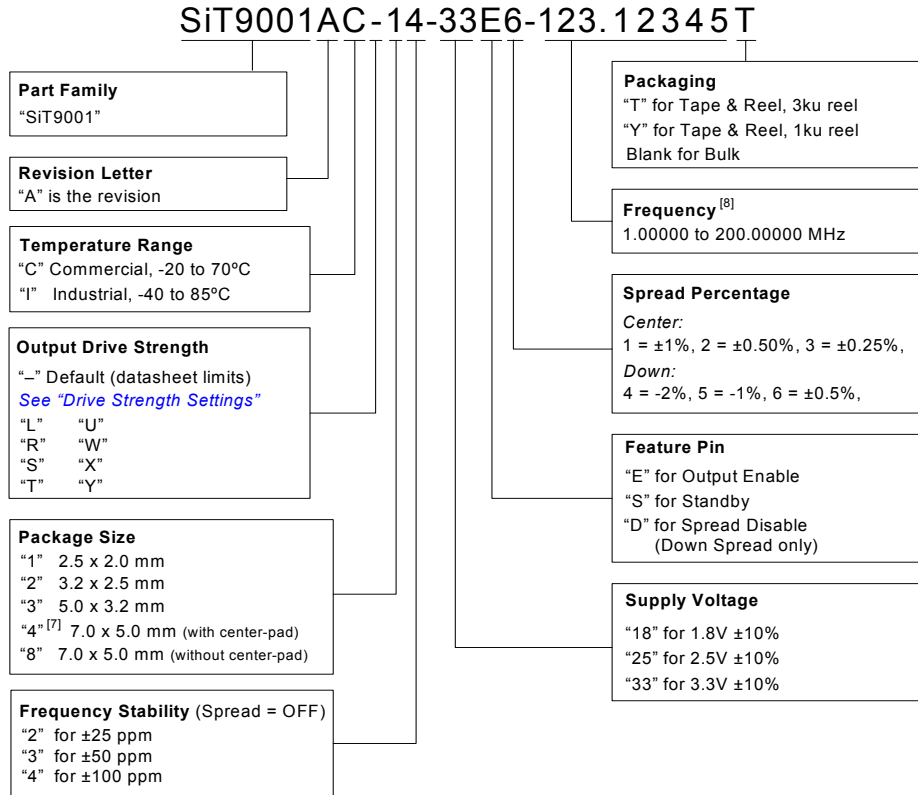 SiT9001AC-14-33E6-123.12345T
Part Family
“SiT9001”
Revision Letter
“A” is the revision
Temperature Range
“C” Commercial, -20 to 70ºC
“I” Industrial, -40 to 85ºC
Output Drive Strength
“–” Default (datasheet limits)
See “Drive Strength Settings”
“L” “U”
“R” “W”
“S” “X”
“T” “Y”
Package Size
“1” 2.5 x 2.0 mm
“2” 3.2 x 2.5 mm
“3” 5.0 x 3.2 mm
“4” [7] 7.0 x 5.0 mm (with center-pad)
“8” 7.0 x 5.0 mm (without center-pad)
Frequency Stability (Spread = OFF)
“2” for ±25 ppm
“3” for ±50 ppm
“4” for ±100 ppm
Packaging
“T” for Tape & Reel, 3ku reel
“Y” for Tape & Reel, 1ku reel
Blank for Bulk
Frequency [8]
1.00000 to 200.00000 MHz
Spread Percentage
Center:
1 = ±1%, 2 = ±0.50%, 3 = ±0.25%,
Down:
4 = -2%, 5 = -1%, 6 = ±0.5%,
Feature Pin
“E” for Output Enable
“S” for Standby
“D” for Spread Disable
(Down Spread only)
Supply Voltage
“18” for 1.8V ±10%
“25” for 2.5V ±10%
“33” for 3.3V ±10%